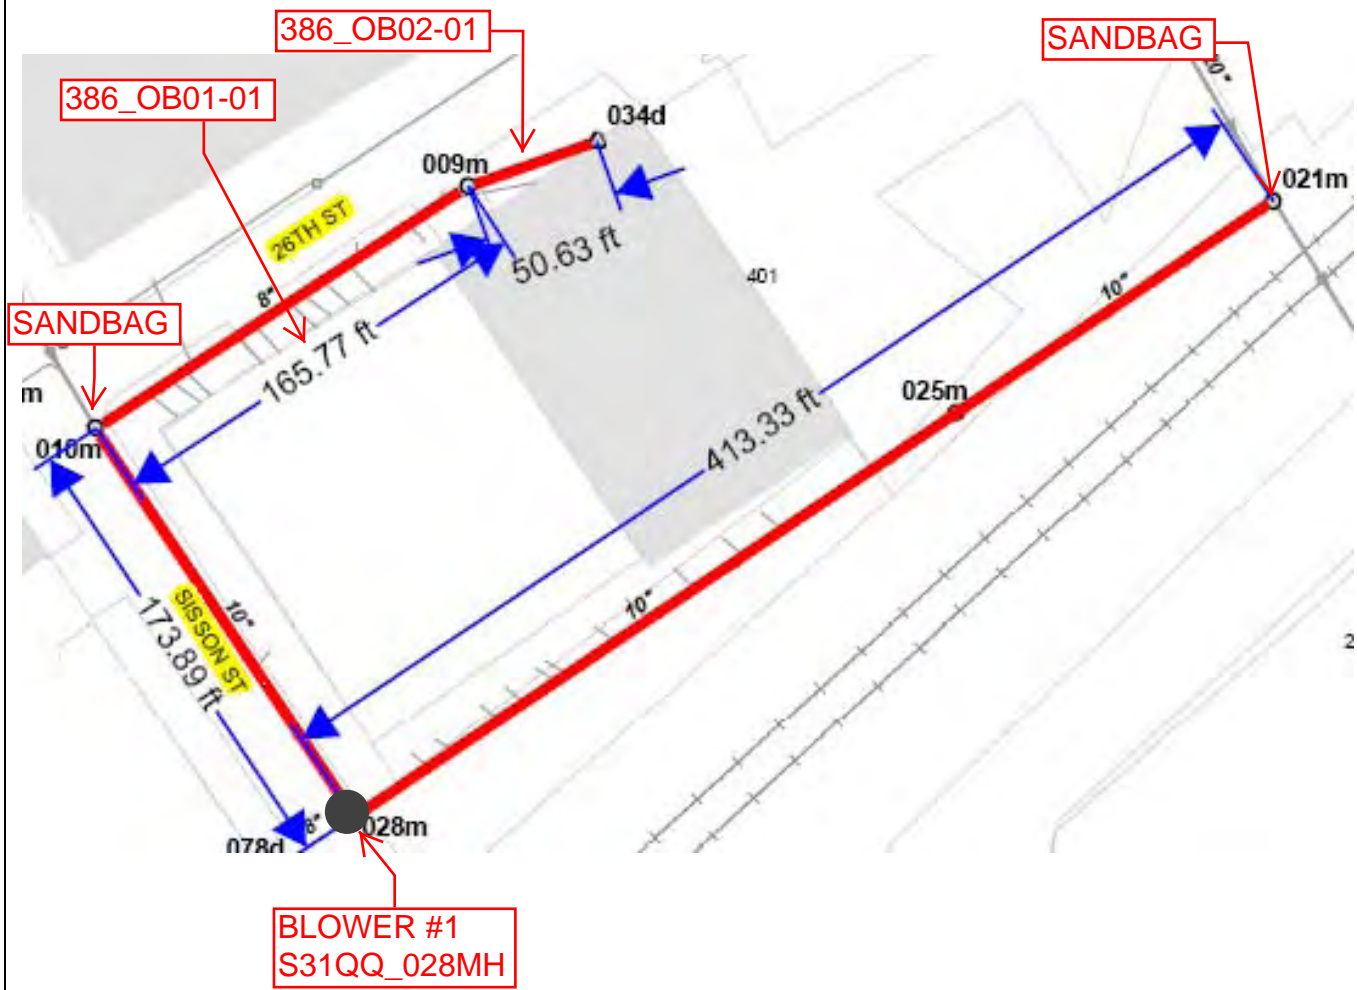 386_OB02-01
SANDBAG
386_OB01-01
20"
034d
009m
021m
26TH ST
50.63 ft
401
8"
10"
SANDBAG
165.77 ft
m
025m
413.33 ft
010m
10"
10"
SISSON ST
173.89 ft
2
8"
028m
078d
BLOWER #1
S31QQ_028MH